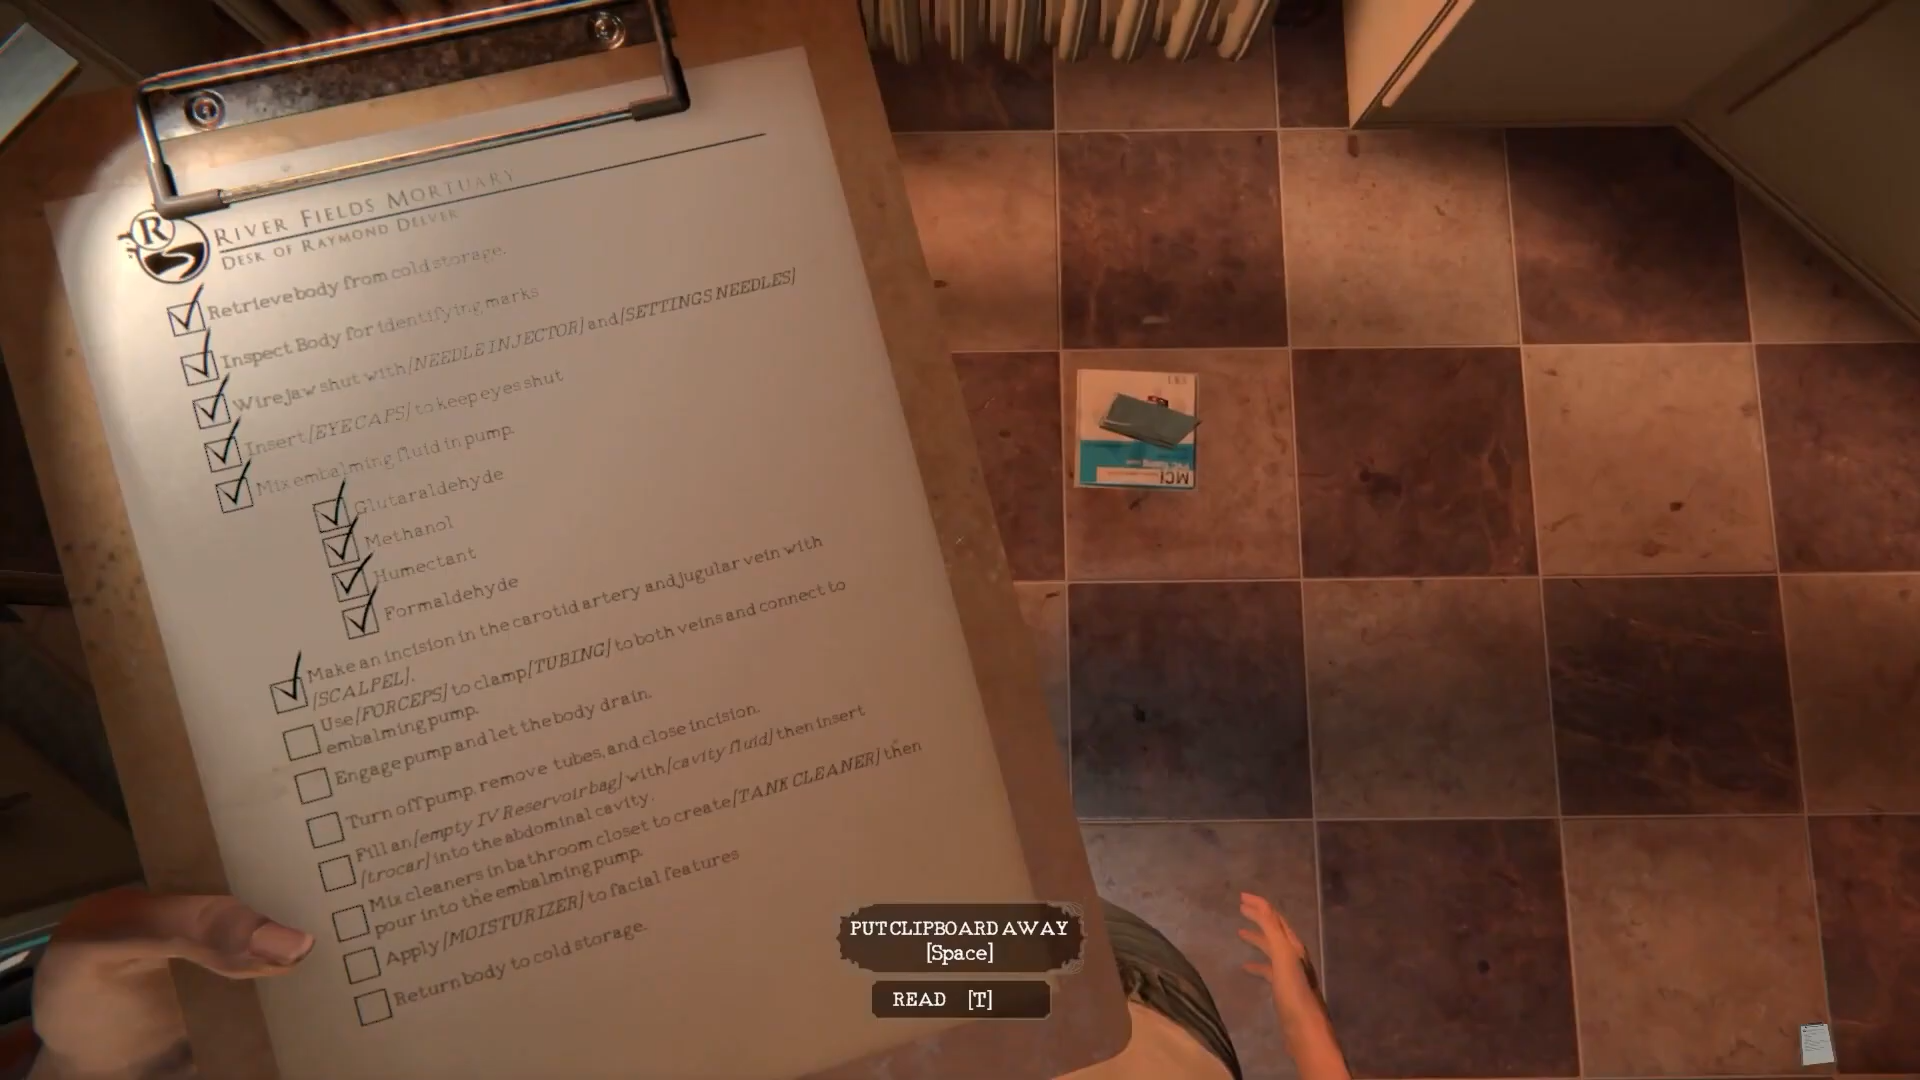 RIVER FIELDS MORTUARY
DESK OF RAYMOND DELVER
Retrieve body from cold storage.
Inspect Body for identifying marks
Wire jaw shut with [NEEDLE INJECTOR] and [SETTINGS NEEDLES]
Insert [EYE CAPS] to keep eyes shut
Mix embalming fluid in pump.
Glutaraldehyde
Methanol
Humectant
Formaldehyde
Make an incision in the carotid artery and jugular vein with
[SCALPEL].
Use [FORCEPS] to clamp [TUBING] to both veins and connect to
embalming pump.
Engage pump and let the body drain.
Turn off pump, remove tubes, and close incision.
Fill an [empty IV Reservoir bag] with [cavity fluid] then insert
[trocar] into the abdominal cavity.
Mix cleaners in bathroom closet to create [TANK CLEANER] then
pour into the embalming pump.
Apply [MOISTURIZER] to facial features
Return body to cold storage.
R
MCI
PUT CLIPBOARD AWAY
[Space]
READ [T]